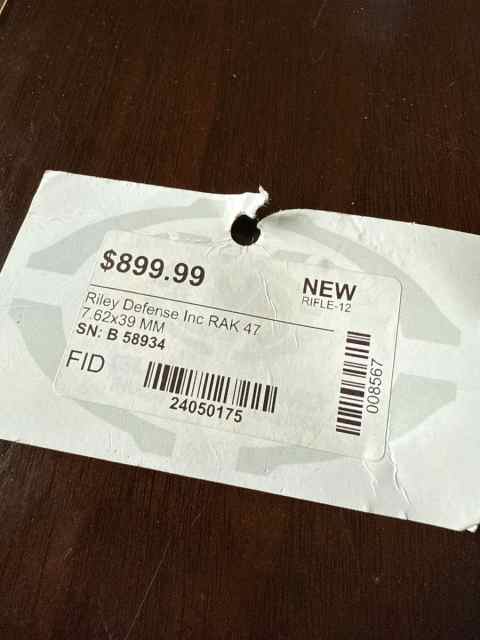 $899.99
NEW
RIFLE-12
Riley Defense Inc RAK 47
7.62x39 MM
SN: B 58934
FID
24050175
008567